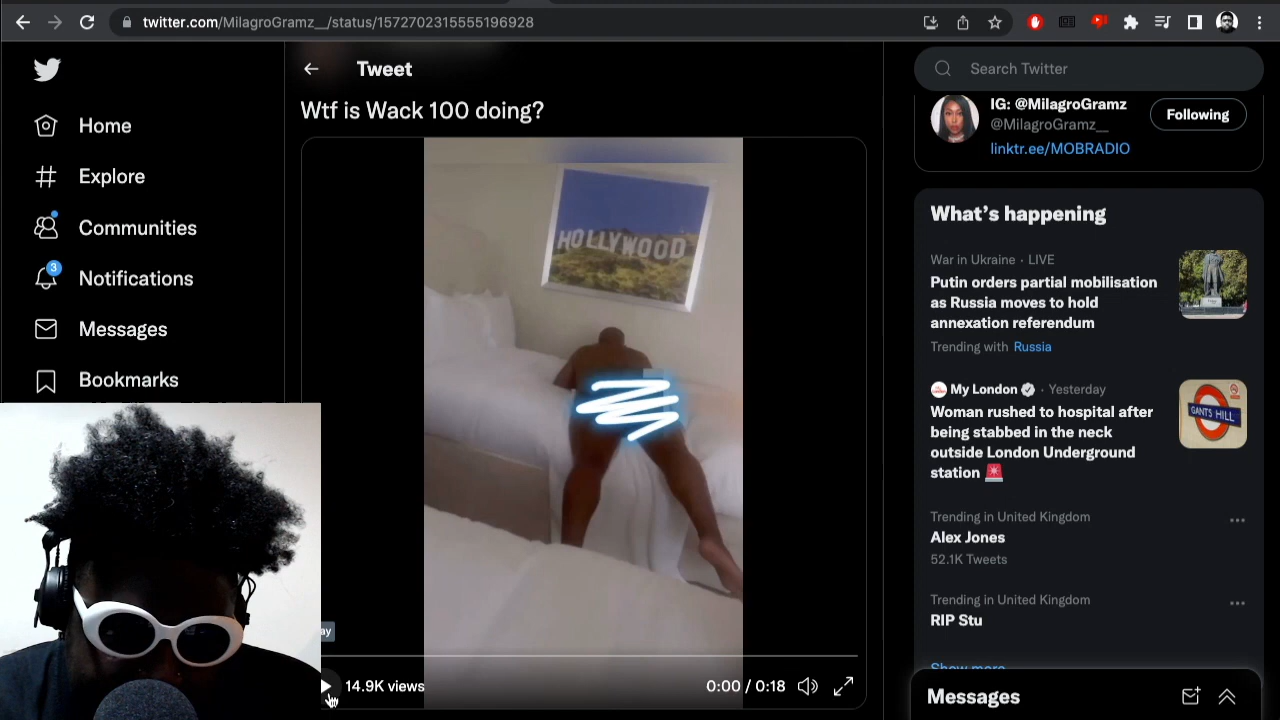 twitter.com/MilagroGramz__/status/1572702315555196928
Home
Explore
Communities
3
Notifications
Messages
Bookmarks
Tweet
Wtf is Wack 100 doing?
HOLLYWOOD
ay
14.9K views
0:00 / 0:18
Search Twitter
IG: @MilagroGramz
@MilagroGramz__
linktr.ee/MOBRADIO
Following
What's happening
War in Ukraine · LIVE
Putin orders partial mobilisation
as Russia moves to hold
annexation referendum
Trending with Russia
My London · Yesterday
Woman rushed to hospital after
being stabbed in the neck
outside London Underground
station 🚨
GANTS HILL
Trending in United Kingdom
Alex Jones
52.1K Tweets
Trending in United Kingdom
RIP Stu
Show more
Messages